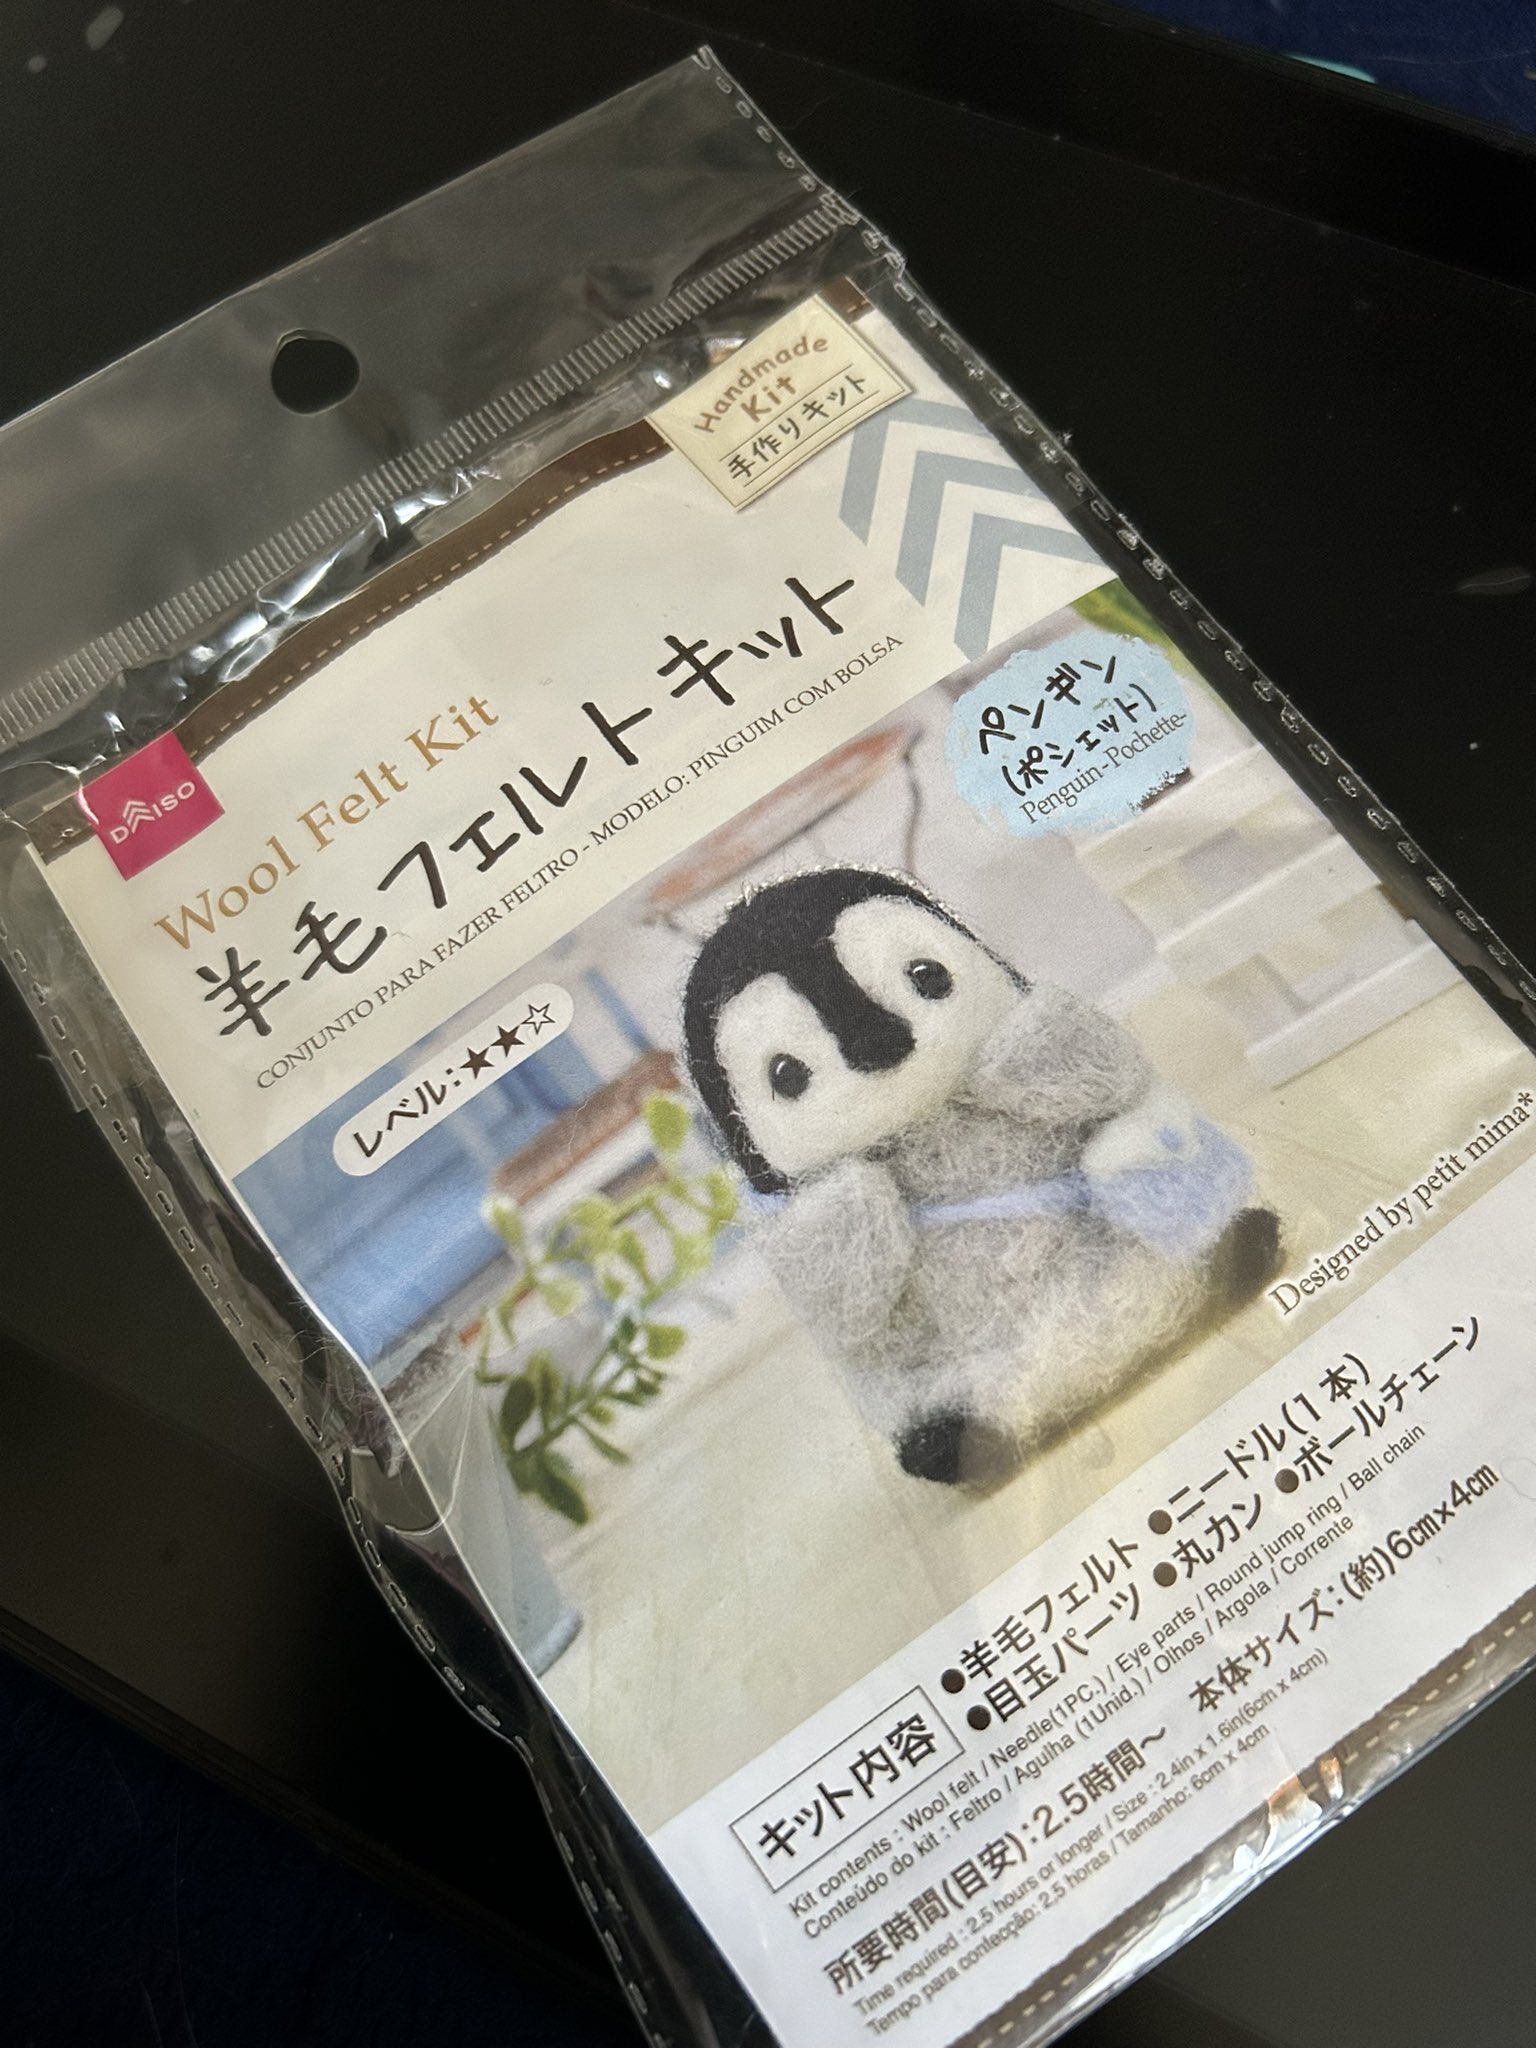 Handmade
Kit
手作りキット
DAISO
Wool Felt Kit
羊毛フェルトキット
CONJUNTO PARA FAZER FELTRO - MODELO: PINGUIM COM BOLSA
ペンギン
(ポシェット)
Penguin-Pochette-
レベル:★★☆
Designed by petit mima*
キット内容
●羊毛フェルト ●ニードル(1本)
●目玉パーツ ●丸カン ●ボールチェーン
Kit contents : Wool felt / Needle(1PC.) / Eye parts / Round jump ring / Ball chain
Conteúdo do kit : Feltro / Agulha (1Unid.) / Olhos / Argola / Corrente
所要時間(目安):2.5時間〜 本体サイズ:(約)6cm×4cm
Time required : 2.5 hours or longer / Size : 2.4in x 1.6in(6cm x 4cm)
Tempo para confecção: 2,5 horas / Tamanho: 6cm x 4cm